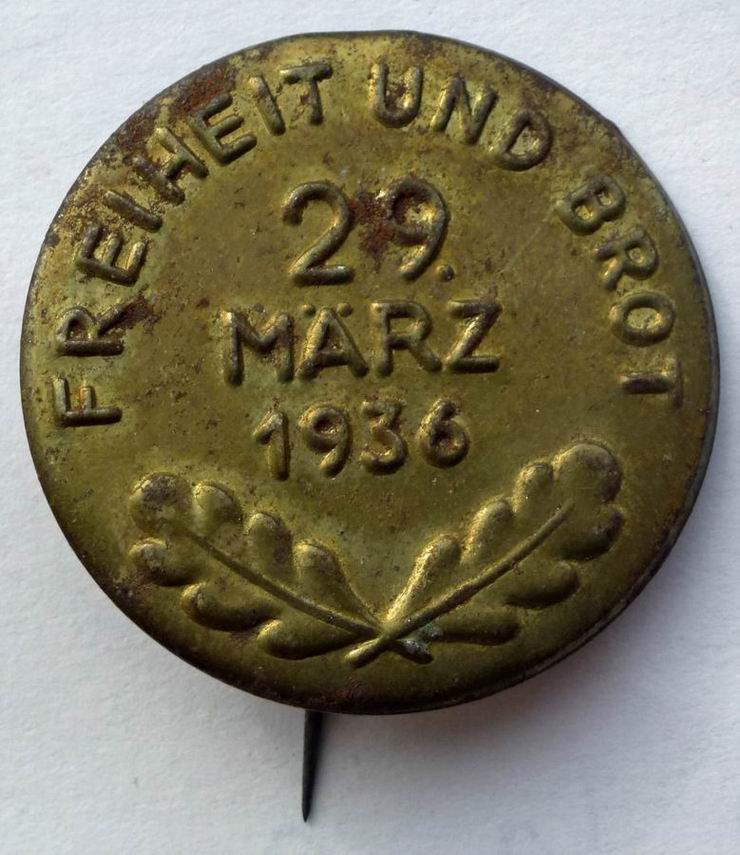 FREIHEIT UND BROT
29.
MÄRZ
1936